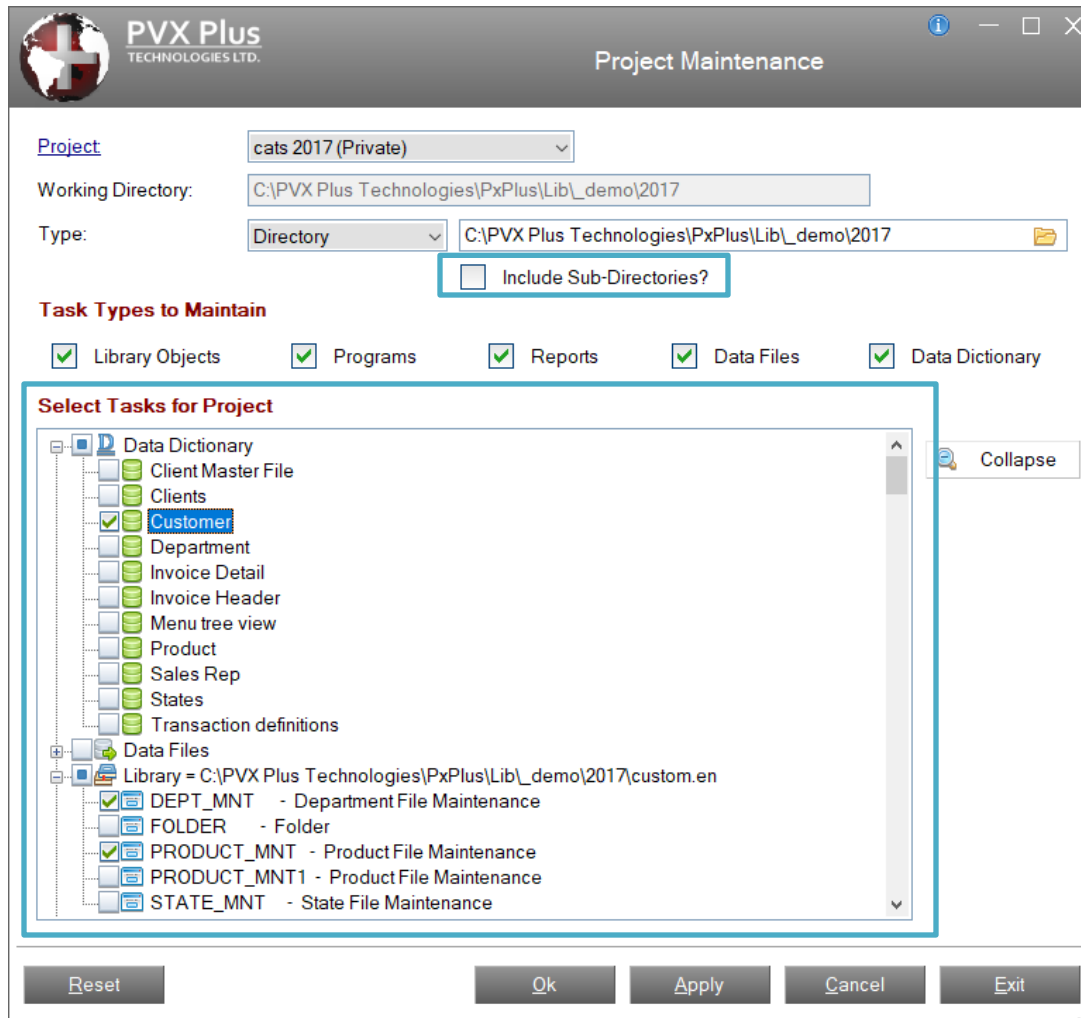 PVX Plus
TECHNOLOGIES LTD.
Project Maintenance
Project: cats 2017 (Private)
Working Directory: C:\PVX Plus Technologies\PxPlus\Lib\_demo\2017
Type: Directory C:\PVX Plus Technologies\PxPlus\Lib\_demo\2017
Include Sub-Directories?
Task Types to Maintain
Library Objects Programs Reports Data Files Data Dictionary
Select Tasks for Project
Data Dictionary
Collapse
Client Master File
Clients
Customer
Department
Invoice Detail
Invoice Header
Menu tree view
Product
Sales Rep
States
Transaction definitions
Data Files
Library = C:\PVX Plus Technologies\PxPlus\Lib\_demo\2017\custom.en
DEPT_MNT - Department File Maintenance
FOLDER - Folder
PRODUCT_MNT - Product File Maintenance
PRODUCT_MNT1 - Product File Maintenance
STATE_MNT - State File Maintenance
Reset Ok Apply Cancel Exit